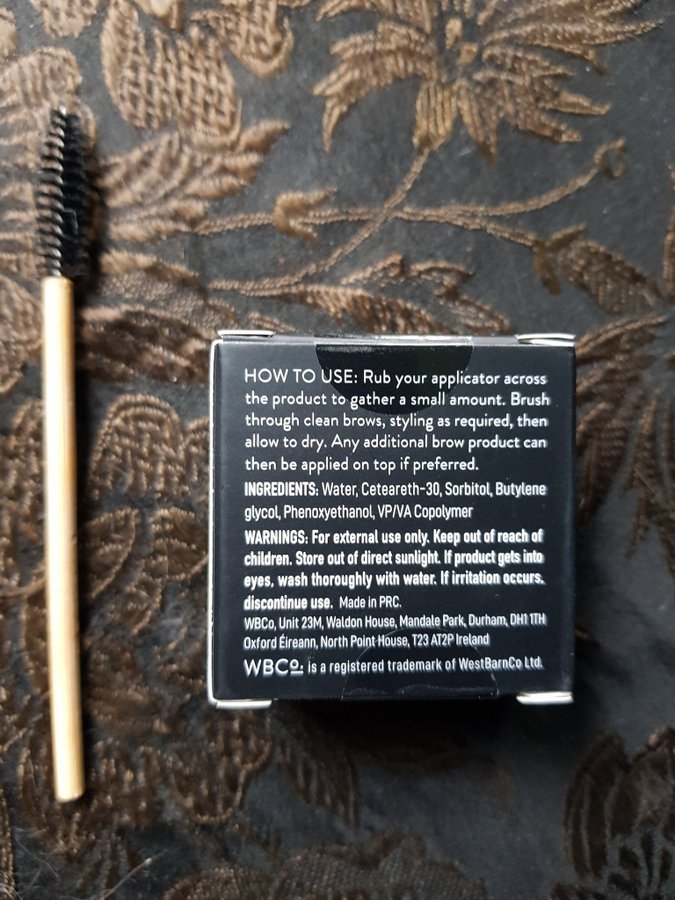 HOW TO USE: Rub your applicator across
the product to gather a small amount. Brush
through clean brows, styling as required, then
allow to dry. Any additional brow product can
then be applied on top if preferred.
INGREDIENTS: Water, Ceteareth-30, Sorbitol, Butylene
glycol, Phenoxyethanol, VP/VA Copolymer
WARNINGS: For external use only. Keep out of reach of
children. Store out of direct sunlight. If product gets into
eyes, wash thoroughly with water. If irritation occurs,
discontinue use. Made in PRC.
WBCo, Unit 23M, Waldon House, Mandale Park, Durham, DH1 1TH
Oxford Éireann, North Point House, T23 AT2P Ireland
WBCo. is a registered trademark of WestBarnCo Ltd.